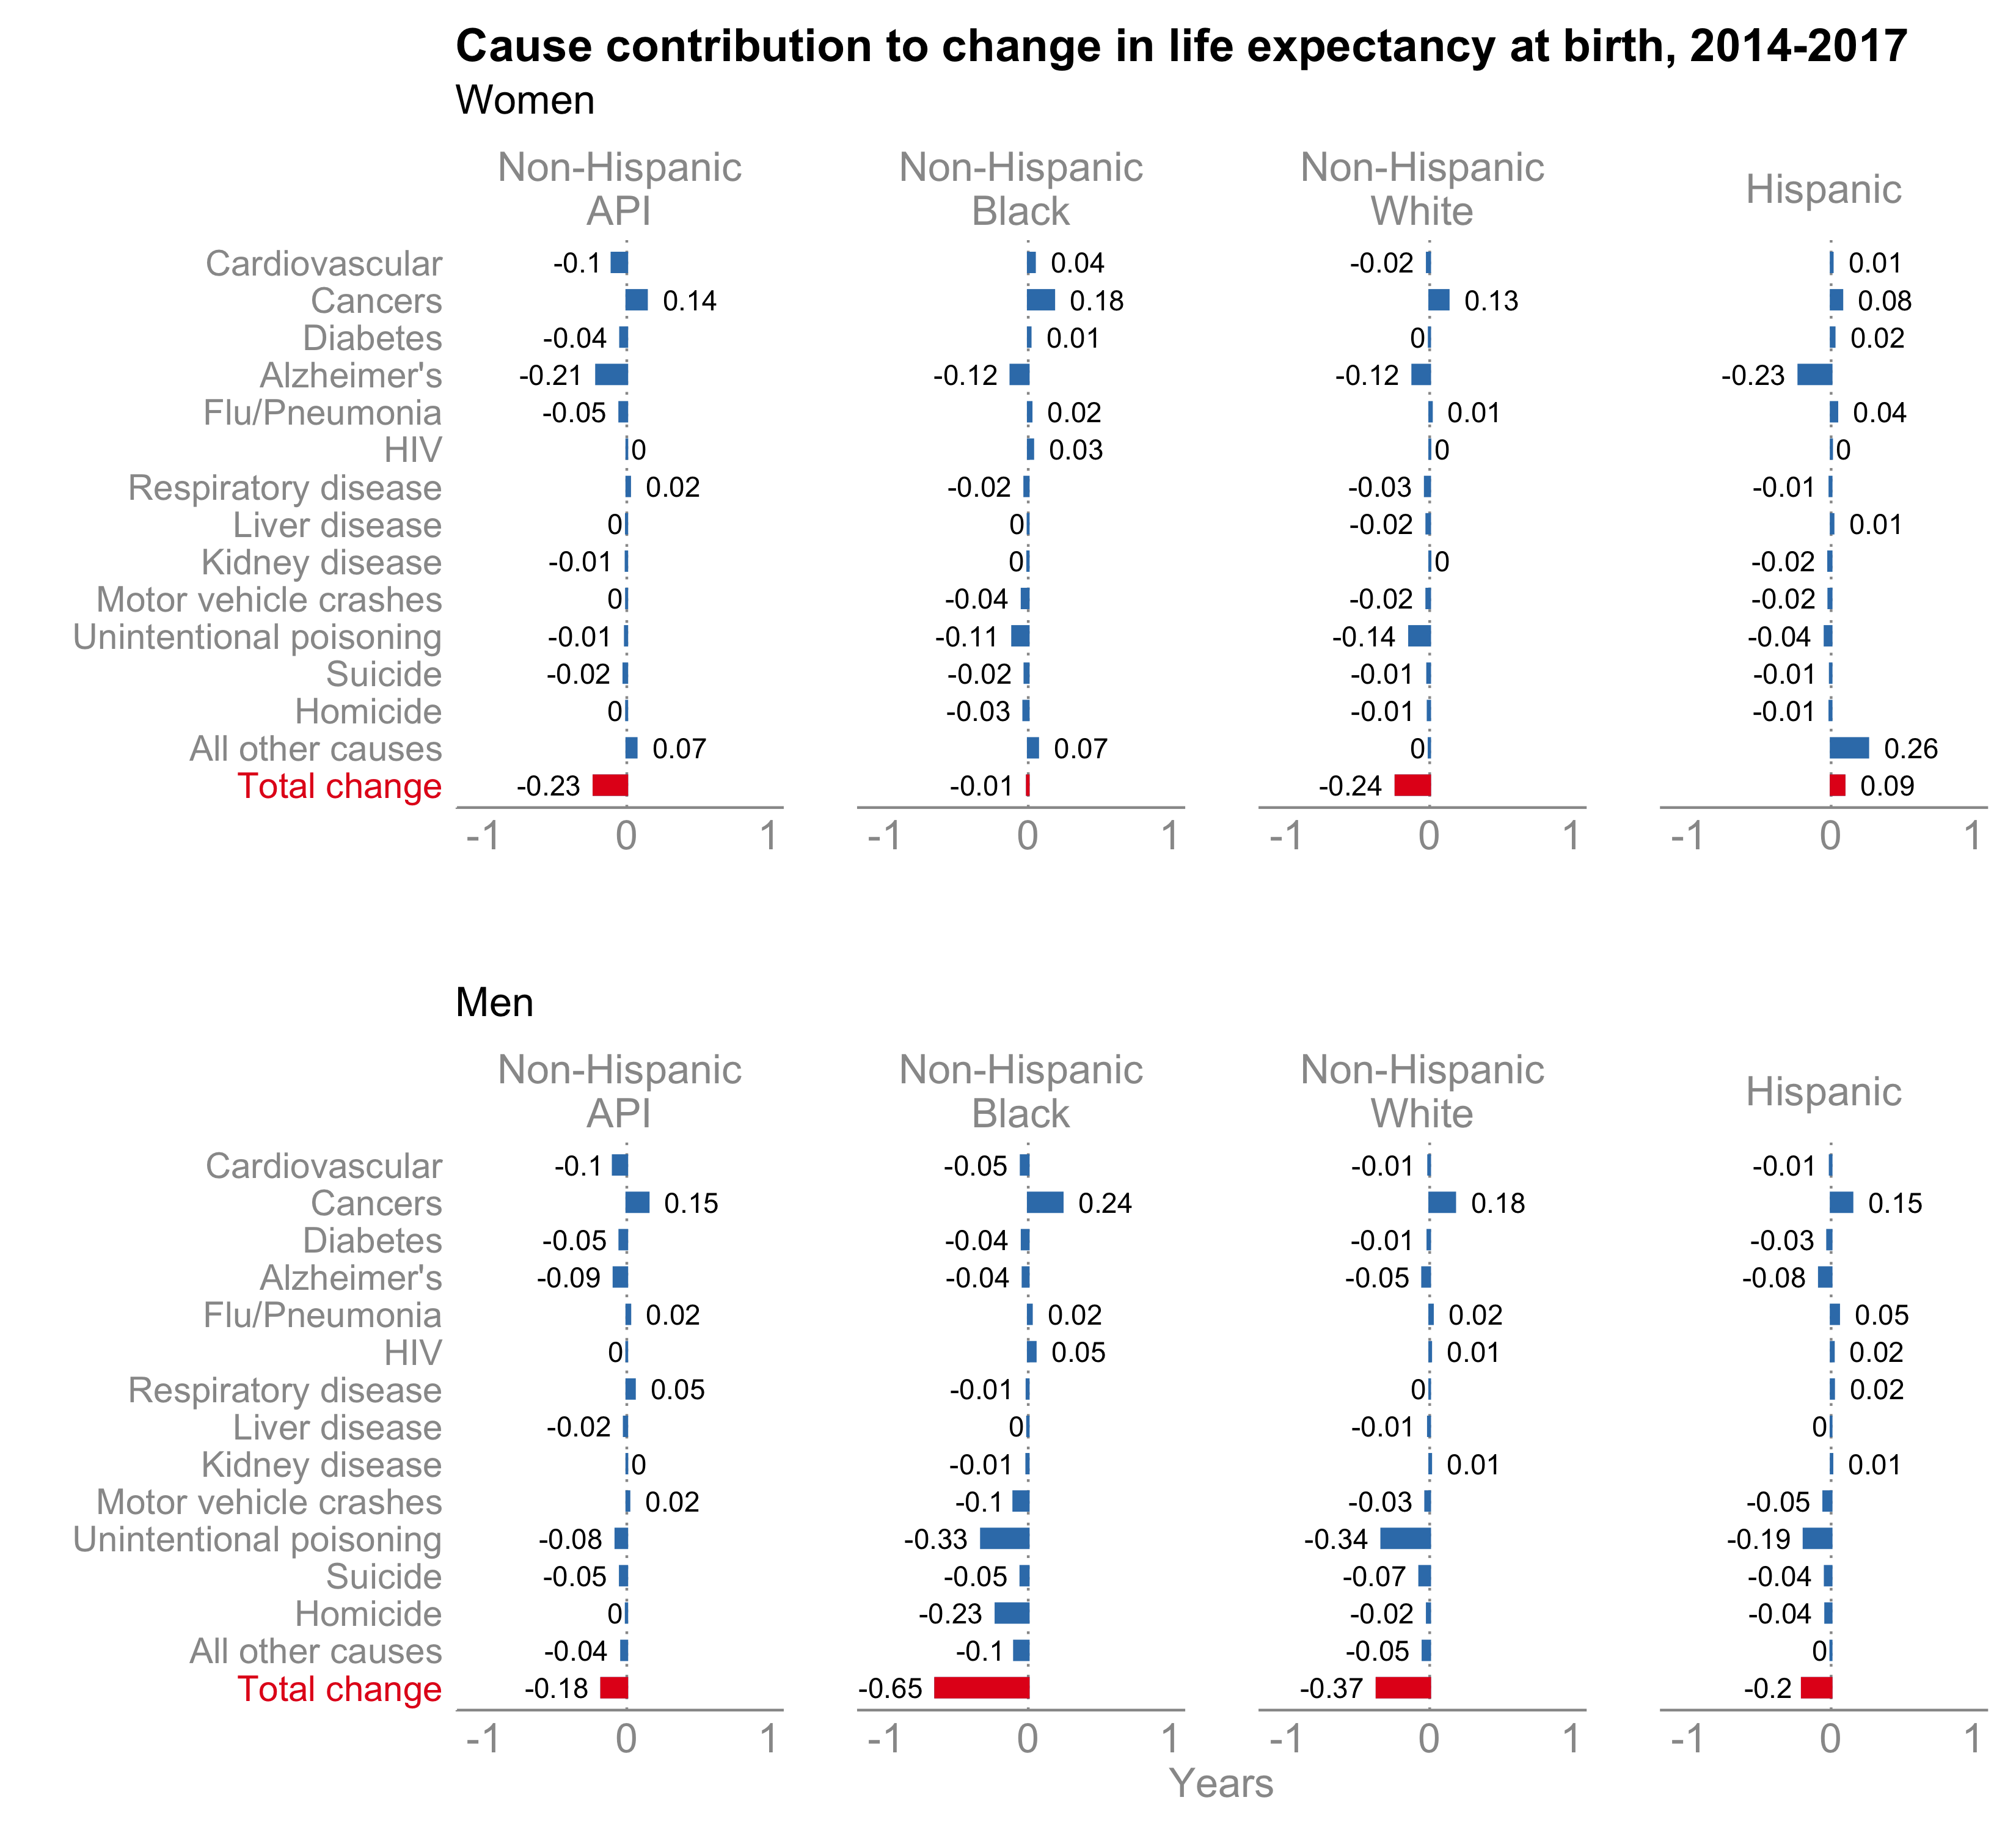 Cause contribution to change in life expectancy at birth, 2014-2017
Women
Non-Hispanic API
Non-Hispanic Black
Non-Hispanic White
Hispanic
Cardiovascular -0.1 0.04 -0.02 0.01
Cancers 0.14 0.18 0.13 0.08
Diabetes -0.04 0.01 0 0.02
Alzheimer's -0.21 -0.12 -0.12 -0.23
Flu/Pneumonia -0.05 0.02 0.01 0.04
HIV 0 0.03 0 0
Respiratory disease 0.02 -0.02 -0.03 -0.01
Liver disease 0 0 -0.02 0.01
Kidney disease -0.01 0 0 -0.02
Motor vehicle crashes 0 -0.04 -0.02 -0.02
Unintentional poisoning -0.01 -0.11 -0.14 -0.04
Suicide -0.02 -0.02 -0.01 -0.01
Homicide 0 -0.03 -0.01 -0.01
All other causes 0.07 0.07 0 0.26
Total change -0.23 -0.01 -0.24 0.09
-1 0 1 -1 0 1 -1 0 1 -1 0 1
Men
Non-Hispanic API
Non-Hispanic Black
Non-Hispanic White
Hispanic
Cardiovascular -0.1 -0.05 -0.01 -0.01
Cancers 0.15 0.24 0.18 0.15
Diabetes -0.05 -0.04 -0.01 -0.03
Alzheimer's -0.09 -0.04 -0.05 -0.08
Flu/Pneumonia 0.02 0.02 0.02 0.05
HIV 0 0.05 0.01 0.02
Respiratory disease 0.05 -0.01 0 0.02
Liver disease -0.02 0 -0.01 0
Kidney disease 0 -0.01 0.01 0.01
Motor vehicle crashes 0.02 -0.1 -0.03 -0.05
Unintentional poisoning -0.08 -0.33 -0.34 -0.19
Suicide -0.05 -0.05 -0.07 -0.04
Homicide 0 -0.23 -0.02 -0.04
All other causes -0.04 -0.1 -0.05 0
Total change -0.18 -0.65 -0.37 -0.2
-1 0 1 -1 0 1 -1 0 1 -1 0 1
Years